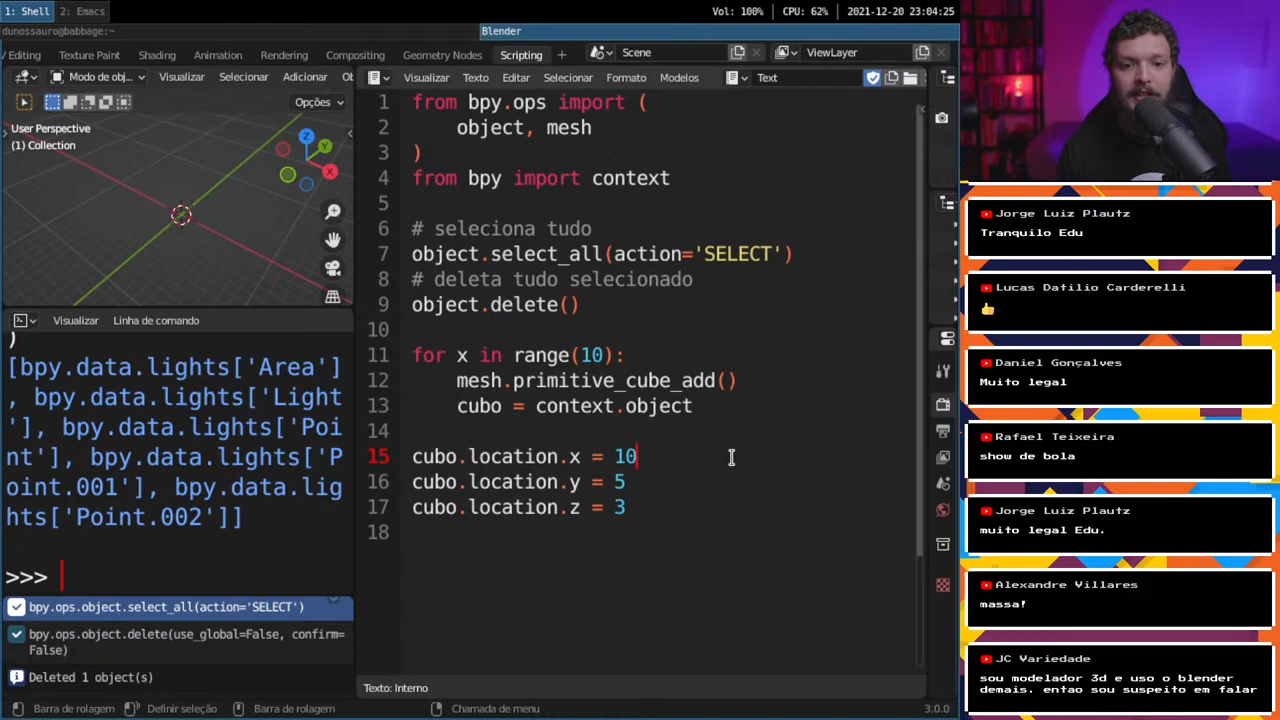 1: Shell
2: Emacs
Vol: 100%
CPU: 62%
2021-12-20 04:04:25
dunossauro@babbage:~
Blender
V Editing
Texture Paint
Shading
Animation
Rendering
Compositing
Geometry Nodes
Scripting
+
Scene
ViewLayer
Modo de obj...
Visualizar
Selecionar
Adicionar
Ob
Visualizar
Texto
Editar
Selecionar
Formato
Modelos
Text
Opções
User Perspective
(1) Collection
Z
Y
X
1 from bpy.ops import (
2 object, mesh
3 )
4 from bpy import context
5
6 # seleciona tudo
7 object.select_all(action='SELECT')
8 # deleta tudo selecionado
9 object.delete()
10
11 for x in range(10):
12 mesh.primitive_cube_add()
13 cubo = context.object
14
15 cubo.location.x = 10
16 cubo.location.y = 5
17 cubo.location.z = 3
18
Visualizar
Linha de comando
)
[bpy.data.lights['Area']
, bpy.data.lights['Light
'], bpy.data.lights['Poi
nt'], bpy.data.lights['P
oint.001'], bpy.data.lig
hts['Point.002']]
>>>
bpy.ops.object.select_all(action='SELECT')
bpy.ops.object.delete(use_global=False, confirm=
False)
Deleted 1 object(s)
Texto: Interno
Barra de rolagem
Definir seleção
Barra de rolagem
Chamada de menu
3.0.0
Jorge Luiz Plautz
Tranquilo Edu
Lucas Datilio Carderelli
👍
Daniel Gonçalves
Muito legal
Rafael Teixeira
show de bola
Jorge Luiz Plautz
muito legal Edu.
Alexandre Villares
massa!
JC Variedade
sou modelador 3d e uso o blender
demais. entao sou suspeito em falar